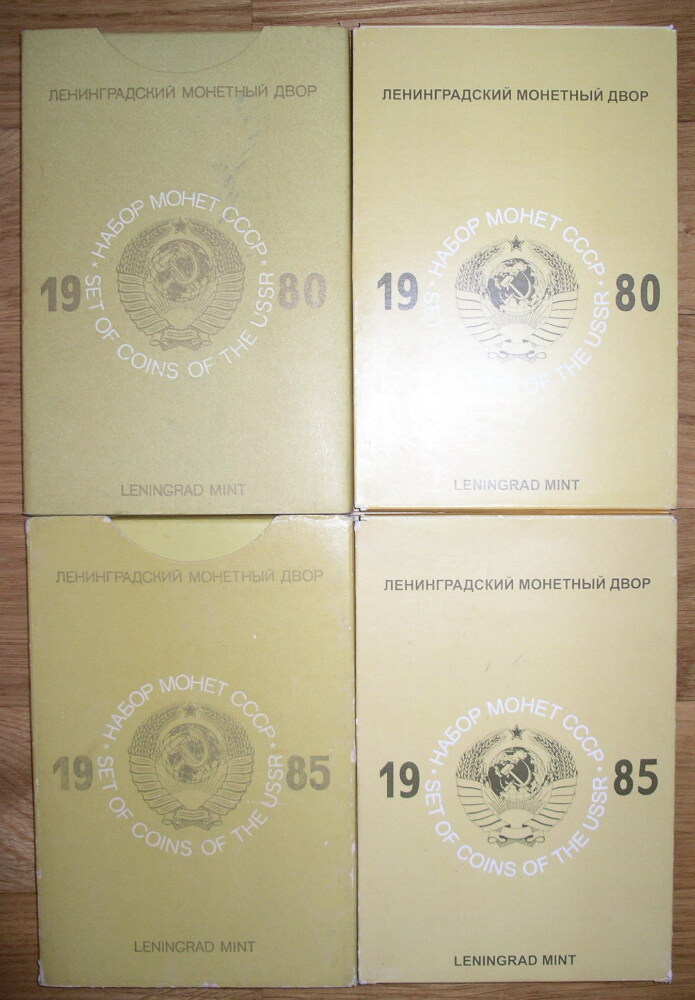 ЛЕНИНГРАДСКИЙ МОНЕТНЫЙ ДВОР
НАБОР МОНЕТ СССР
19 80
SET OF COINS OF THE USSR
LENINGRAD MINT
ЛЕНИНГРАДСКИЙ МОНЕТНЫЙ ДВОР
НАБОР МОНЕТ СССР
19 80
SET OF THE USSR
LENINGRAD MINT
ЛЕНИНГРАДСКИЙ МОНЕТНЫЙ ДВОР
НАБОР МОНЕТ СССР
19 85
SET OF COINS OF THE USSR
LENINGRAD MINT
ЛЕНИНГРАДСКИЙ МОНЕТНЫЙ ДВОР
НАБОР МОНЕТ СССР
19 85
SET OF COINS OF THE USSR
LENINGRAD MINT